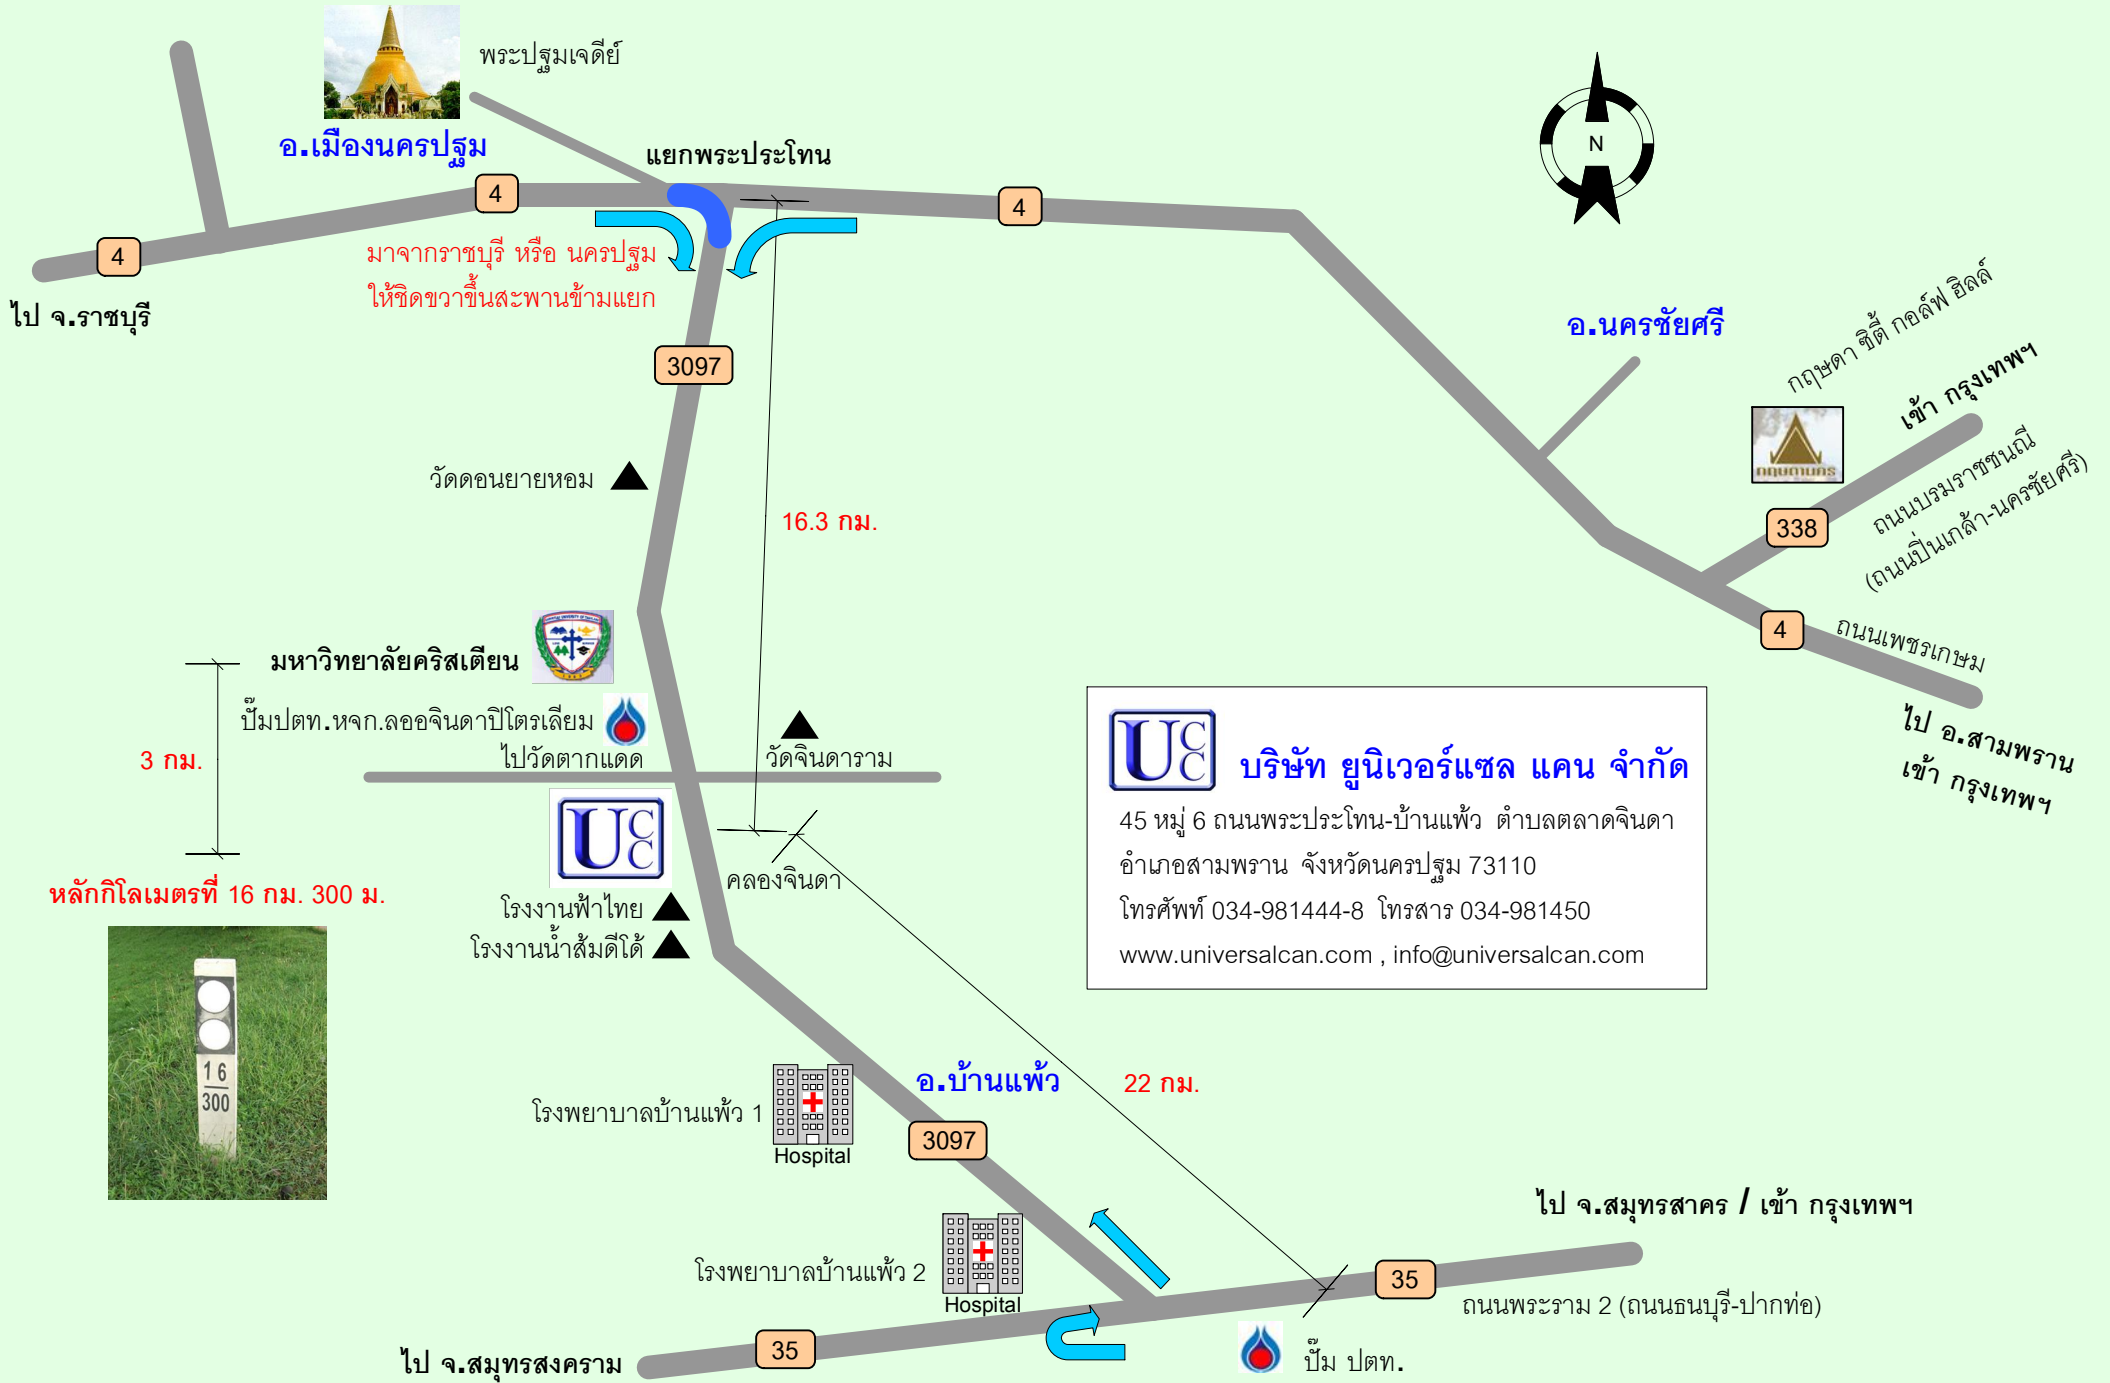 พระปฐมเจดีย์
อ.เมืองนครปฐม
แยกพระประโทน
N
4
4
4
มาจากราชบุรี หรือ นครปฐม
ให้ชิดขวาขึ้นสะพานข้ามแยก
ไป จ.ราชบุรี
3097
อ.นครชัยศรี
กฤษดา ซิตี้ กอล์ฟ ฮิลล์
เข้า กรุงเทพฯ
กฤษดานคร
ถนนบรมราชชนนี
(ถนนปิ่นเกล้า-นครชัยศรี)
338
วัดดอนยายหอม
16.3 กม.
4
ถนนเพชรเกษม
ไป อ.สามพราน
เข้า กรุงเทพฯ
มหาวิทยาลัยคริสเตียน
ปั๊มปตท.หจก.ลออจินดาปิโตรเลียม
ไปวัดตากแดด
วัดจินดาราม
3 กม.
UCC
คลองจินดา
หลักกิโลเมตรที่ 16 กม. 300 ม.
16
300
โรงงานฟ้าไทย
โรงงานน้ำส้มดีโด้
UCC
บริษัท ยูนิเวอร์แซล แคน จำกัด
45 หมู่ 6 ถนนพระประโทน-บ้านแพ้ว ตำบลตลาดจินดา
อำเภอสามพราน จังหวัดนครปฐม 73110
โทรศัพท์ 034-981444-8 โทรสาร 034-981450
www.universalcan.com , info@universalcan.com
อ.บ้านแพ้ว
22 กม.
โรงพยาบาลบ้านแพ้ว 1
Hospital
3097
โรงพยาบาลบ้านแพ้ว 2
Hospital
ไป จ.สมุทรสาคร / เข้า กรุงเทพฯ
35
ถนนพระราม 2 (ถนนธนบุรี-ปากท่อ)
35
ไป จ.สมุทรสงคราม
ปั๊ม ปตท.